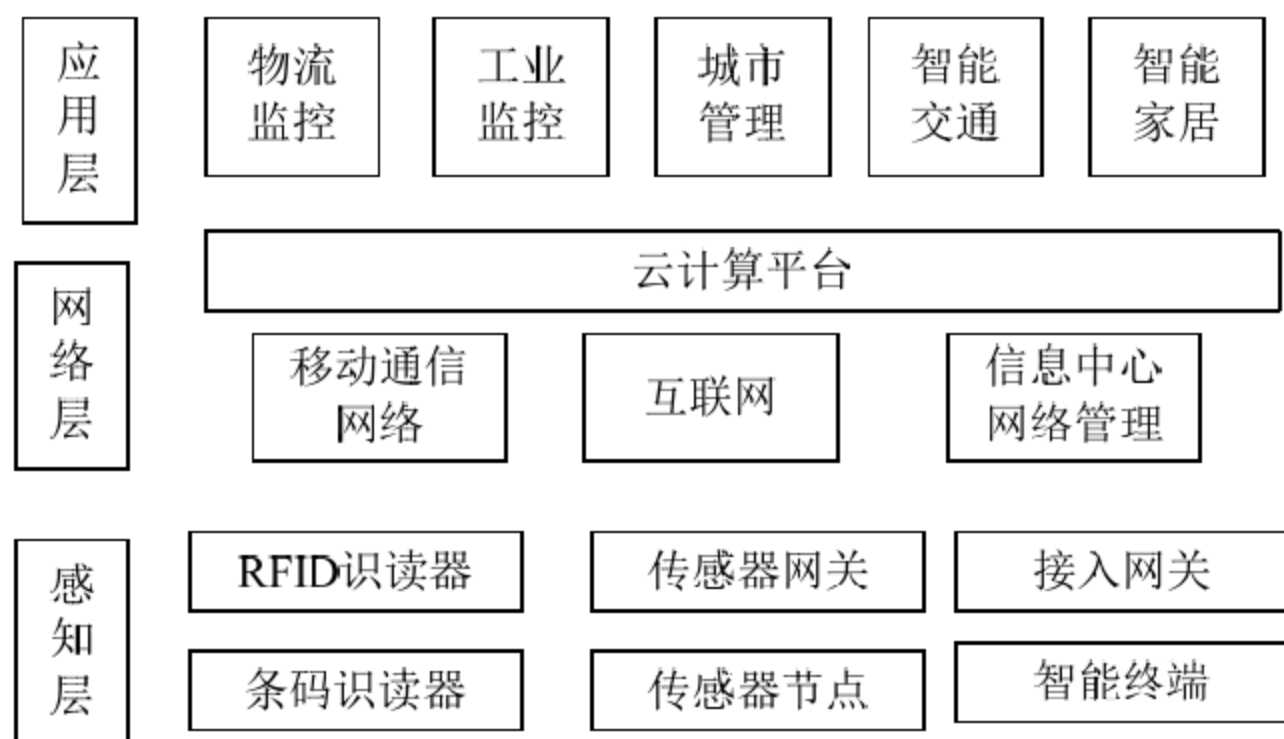 应
用
层
物流
监控
工业
监控
城市
管理
智能
交通
智能
家居
网
络
层
云计算平台
移动通信
网络
互联网
信息中心
网络管理
感
知
层
RFID识读器
传感器网关
接入网关
条码识读器
传感器节点
智能终端